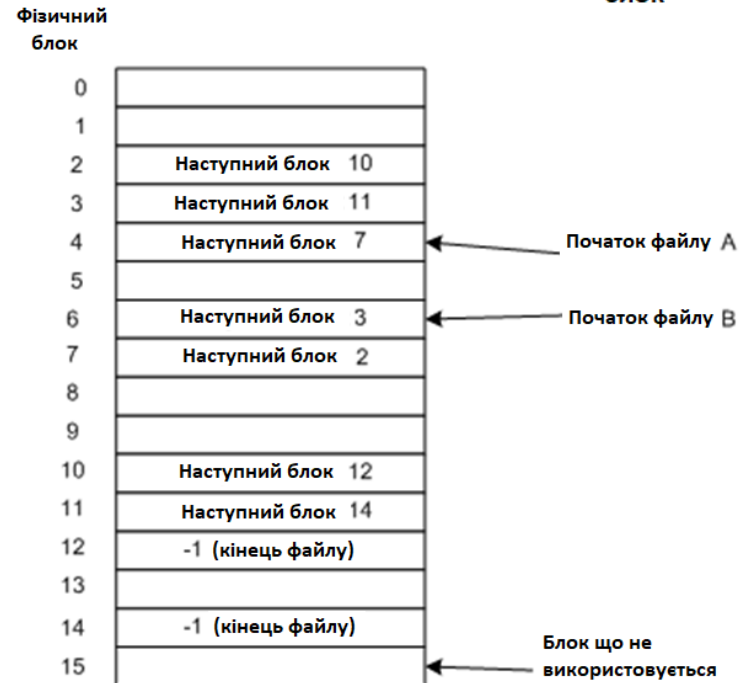 блок
Фізичний
блок
0
1
2 Наступний блок 10
3 Наступний блок 11
4 Наступний блок 7 Початок файлу A
5
6 Наступний блок 3 Початок файлу B
7 Наступний блок 2
8
9
10 Наступний блок 12
11 Наступний блок 14
12 -1 (кінець файлу)
13
14 -1 (кінець файлу)
Блок що не
15 використовується